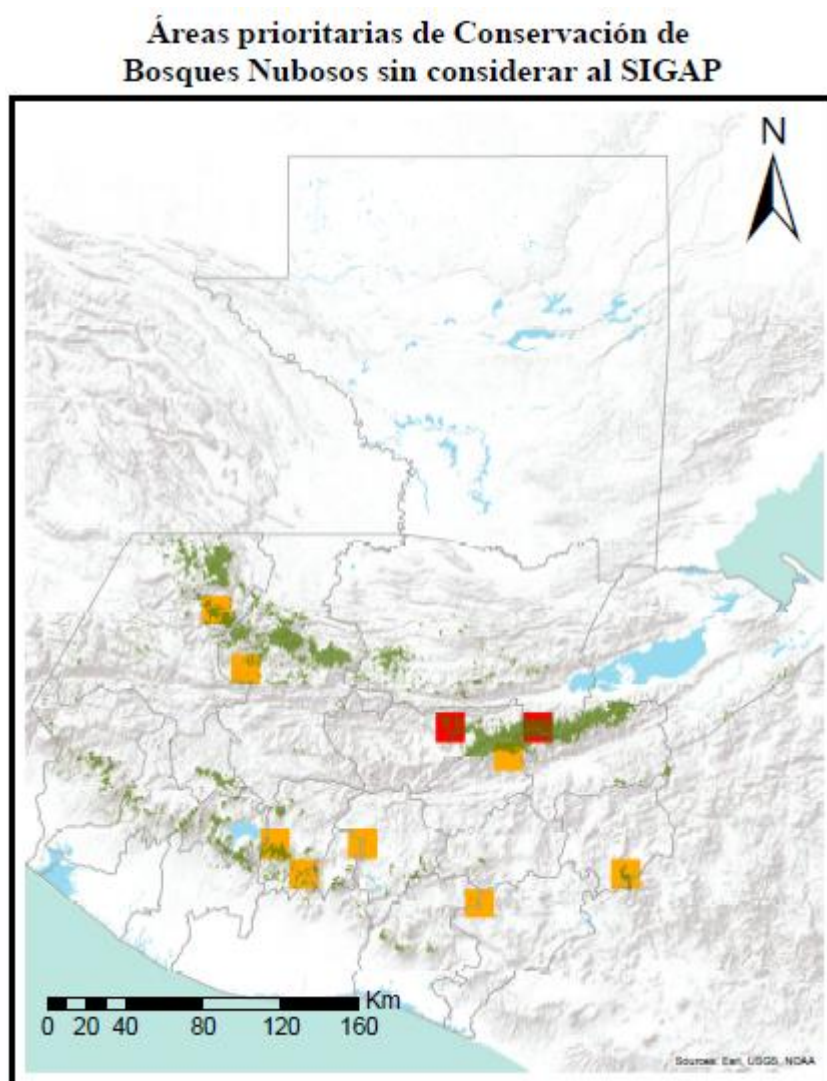 Áreas prioritarias de Conservación de
Bosques Nubosos sin considerar al SIGAP
N
Km
0 20 40 80 120 160
Sources: Esri, USGS, NOAA